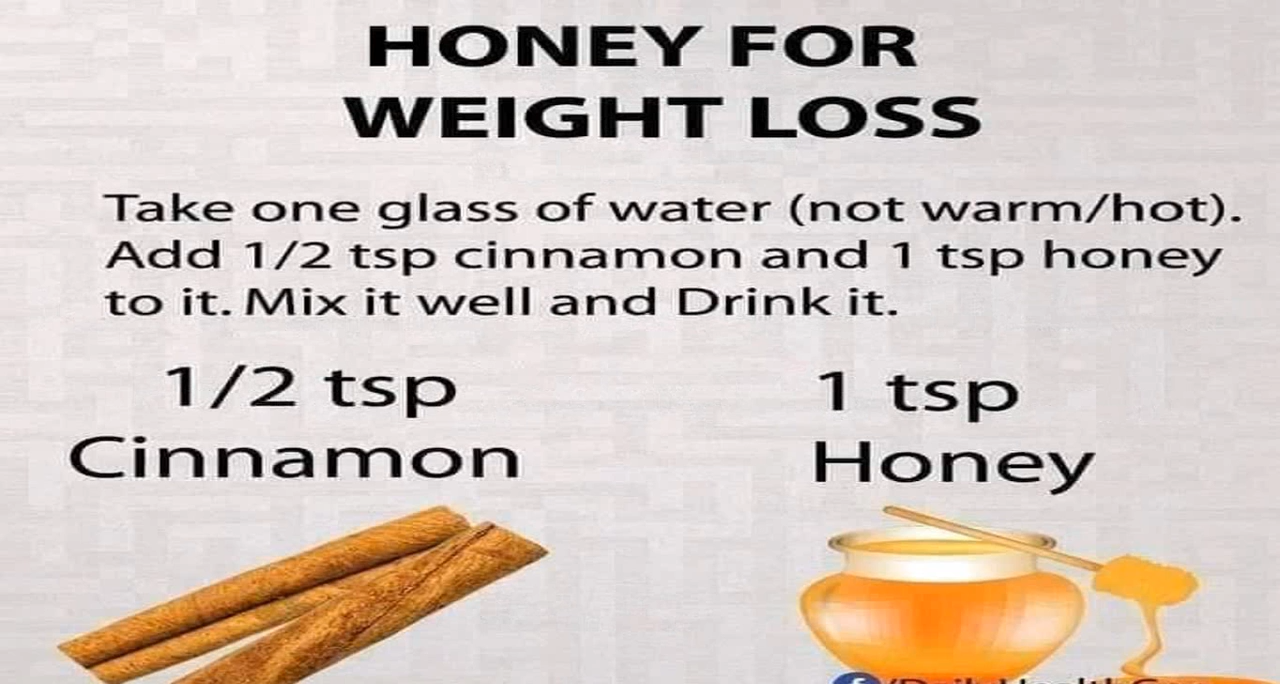 HONEY FOR
WEIGHT LOSS
Take one glass of water (not warm/hot).
Add 1/2 tsp cinnamon and 1 tsp honey
to it. Mix it well and Drink it.
1/2 tsp
Cinnamon
1 tsp
Honey